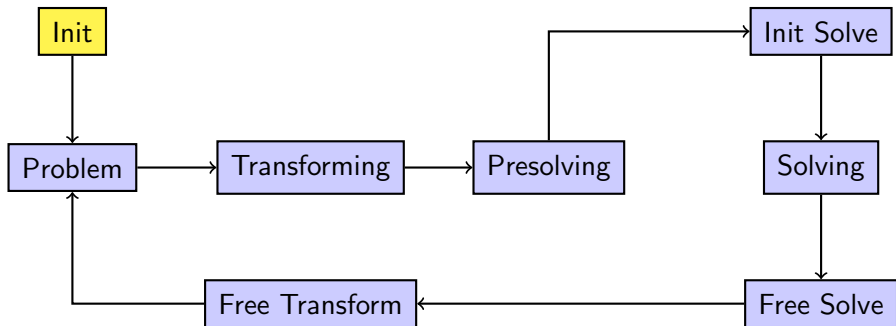 Init
Init Solve
Problem
Transforming
Presolving
Solving
Free Transform
Free Solve